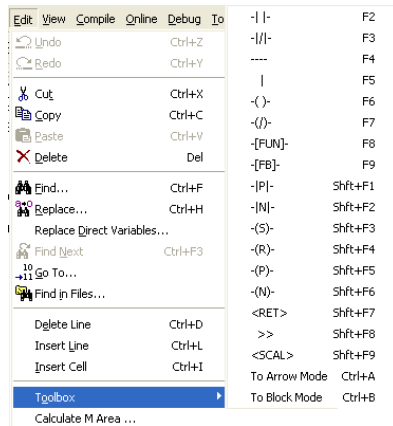 Edit View Compile Online Debug To
Undo Ctrl+Z
Redo Ctrl+Y
Cut Ctrl+X
Copy Ctrl+C
Paste Ctrl+V
Delete Del
Find... Ctrl+F
Replace... Ctrl+H
Replace Direct Variables...
Find Next Ctrl+F3
Go To...
Find in Files...
Delete Line Ctrl+D
Insert Line Ctrl+L
Insert Cell Ctrl+I
Toolbox
Calculate M Area ...
-| |- F2
-|/|- F3
---- F4
| F5
-( )- F6
-(/)- F7
-[FUN]- F8
-[FB]- F9
-|P|- Shft+F1
-|N|- Shft+F2
-(S)- Shft+F3
-(R)- Shft+F4
-(P)- Shft+F5
-(N)- Shft+F6
<RET> Shft+F7
>> Shft+F8
<SCAL> Shft+F9
To Arrow Mode Ctrl+A
To Block Mode Ctrl+B